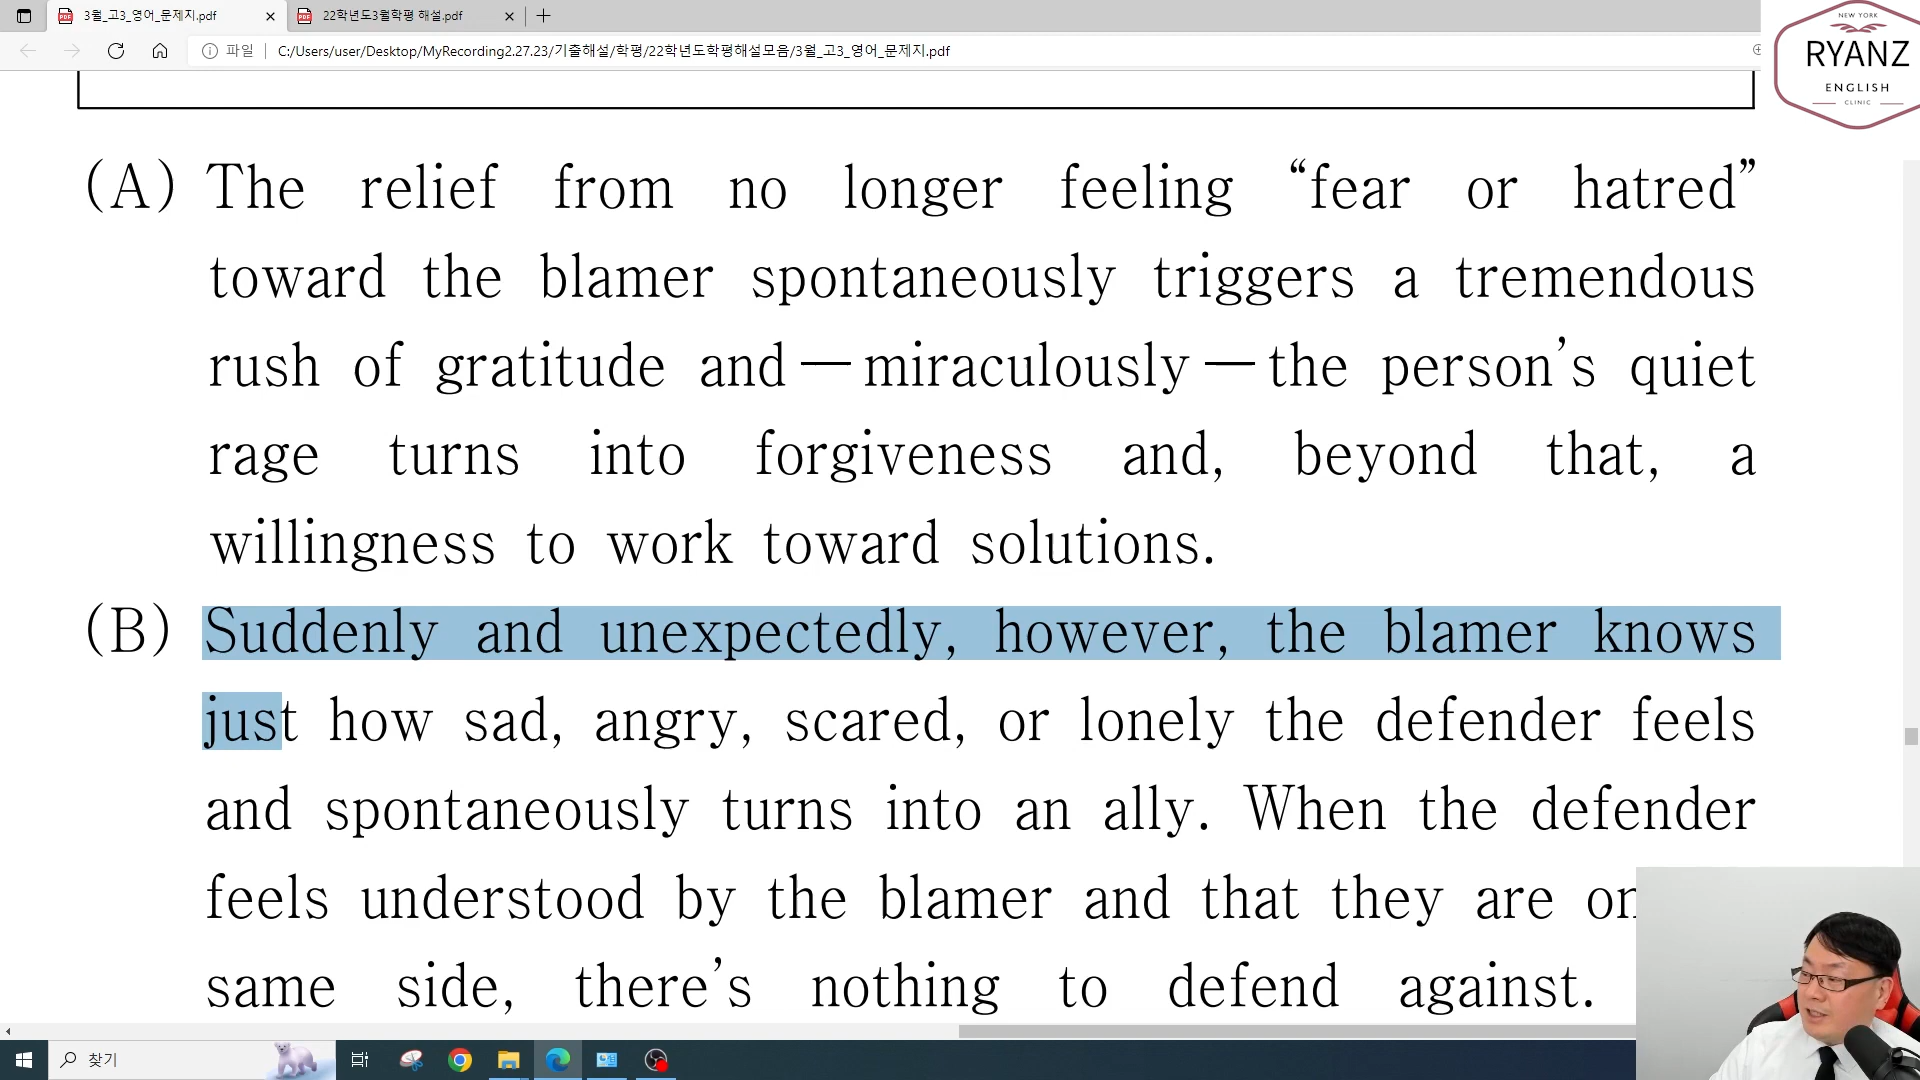 3월_고3_영어_문제지.pdf
22학년도3월학평 해설.pdf
파일
C:/Users/user/Desktop/MyRecording2.27.23/기출해설/학평/22학년도학평해설모음/3월_고3_영어_문제지.pdf
NEW YORK
RYANZ
ENGLISH
CLINIC
(A) The relief from no longer feeling “fear or hatred”
toward the blamer spontaneously triggers a tremendous
rush of gratitude and — miraculously — the person’s quiet
rage turns into forgiveness and, beyond that, a
willingness to work toward solutions.
(B) Suddenly and unexpectedly, however, the blamer knows
just how sad, angry, scared, or lonely the defender feels
and spontaneously turns into an ally. When the defender
feels understood by the blamer and that they are
same side, there’s nothing to defend against.
찾기